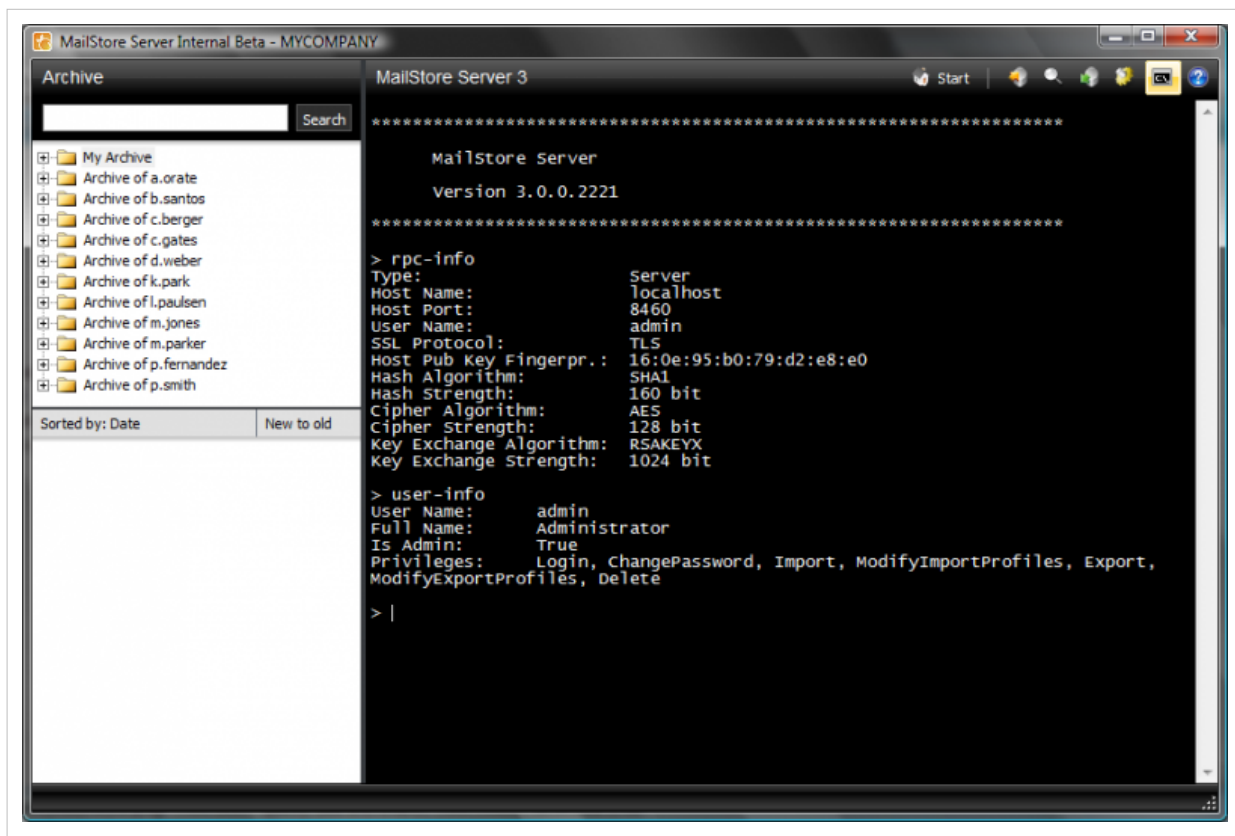 MailStore Server Internal Beta - MYCOMPANY
Archive
Search
My Archive
Archive of a.orate
Archive of b.santos
Archive of c.berger
Archive of c.gates
Archive of d.weber
Archive of k.park
Archive of l.paulsen
Archive of m.jones
Archive of m.parker
Archive of p.fernandez
Archive of p.smith
Sorted by: Date New to old
MailStore Server 3 Start
*******************************************************************
MailStore Server
Version 3.0.0.2221
*******************************************************************
> rpc-info
Type: Server
Host Name: localhost
Host Port: 8460
User Name: admin
SSL Protocol: TLS
Host Pub Key Fingerpr.: 16:0e:95:b0:79:d2:e8:e0
Hash Algorithm: SHA1
Hash Strength: 160 bit
Cipher Algorithm: AES
Cipher Strength: 128 bit
Key Exchange Algorithm: RSAKEYX
Key Exchange Strength: 1024 bit
> user-info
User Name: admin
Full Name: Administrator
Is Admin: True
Privileges: Login, ChangePassword, Import, ModifyImportProfiles, Export,
ModifyExportProfiles, Delete
>